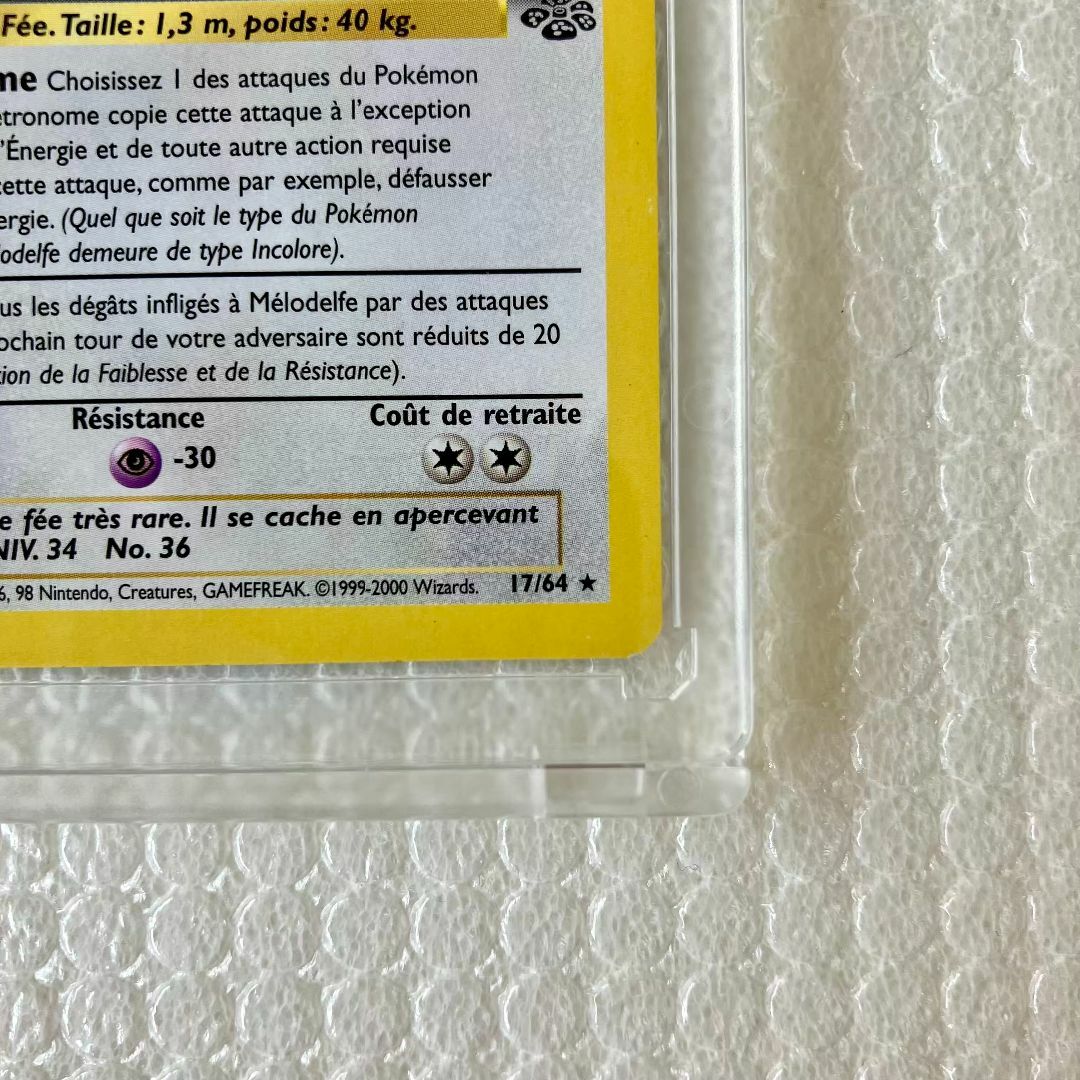 Fée. Taille: 1,3 m, poids: 40 kg.
me Choisissez 1 des attaques du Pokémon
etronome copie cette attaque à l'exception
l'Énergie et de toute autre action requise
cette attaque, comme par exemple, défausser
ergie. (Quel que soit le type du Pokémon
lodelfe demeure de type Incolore).
us les dégâts infligés à Mélodelfe par des attaques
ochain tour de votre adversaire sont réduits de 20
tion de la Faiblesse et de la Résistance).
Résistance Coût de retraite
-30
e fée très rare. Il se cache en apercevant
NIV. 34 No. 36
6, 98 Nintendo, Creatures, GAMEFREAK. ©1999-2000 Wizards. 17/64 ★